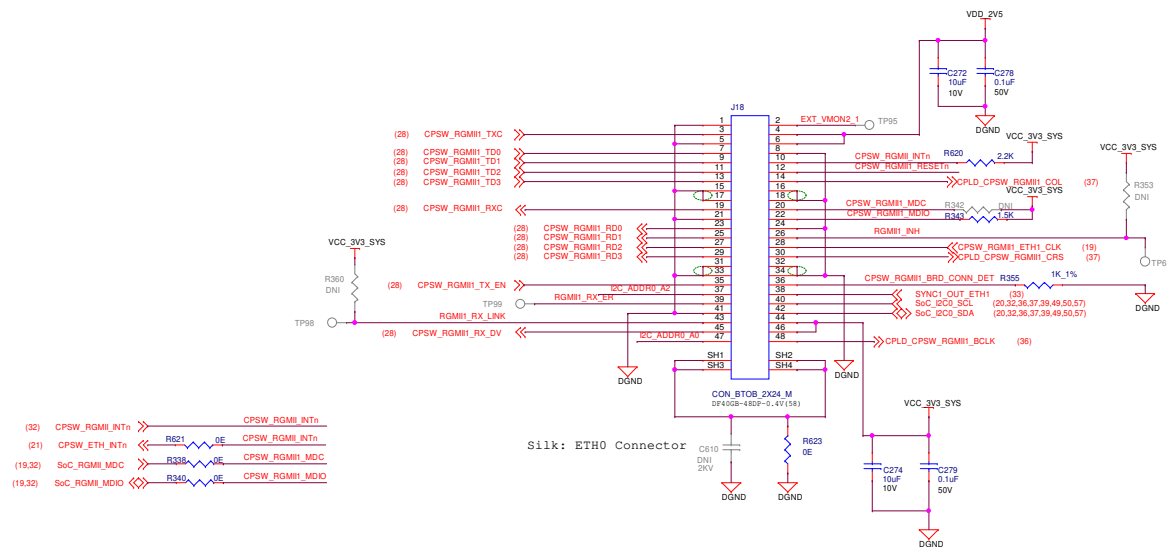 VDD_2V5
C272
10uF
10V
C278
0.1uF
50V
DGND
J18
1 2 EXT_VMON2_1 TP95
(28) CPSW_RGMII1_TXC 3 4
5 6 VCC_3V3_SYS
(28) CPSW_RGMII1_TD0 7 8
(28) CPSW_RGMII1_TD1 9 10 CPSW_RGMII_INTn R620 2.2K
(28) CPSW_RGMII1_TD2 11 12 CPSW_RGMII1_RESETn
(28) CPSW_RGMII1_TD3 13 14 CPLD_CPSW_RGMII1_COL (37)
15 16 VCC_3V3_SYS
17 18
(28) CPSW_RGMII1_RXC 19 20 CPSW_RGMII1_MDC R342 DNI
21 22 CPSW_RGMII1_MDIO R343 1.5K
VCC_3V3_SYS
R353
DNI
(28) CPSW_RGMII1_RD0 23 24
(28) CPSW_RGMII1_RD1 25 26 RGMII1_INH
(28) CPSW_RGMII1_RD2 27 28 CPSW_RGMII1_ETH1_CLK (19)
(28) CPSW_RGMII1_RD3 29 30 CPLD_CPSW_RGMII1_CRS (37)
TP6
31 32
33 34
VCC_3V3_SYS
R360
DNI
(28) CPSW_RGMII1_TX_EN 35 36 CPSW_RGMII1_BRD_CONN_DET R355 1K_1%
DGND
I2C_ADDR0_A2 37 38 SYNC1_OUT_ETH1 (33)
TP99 RGMII1_RX_ER 39 40 SoC_I2C0_SCL (20,32,36,37,39,49,50,57)
41 42 SoC_I2C0_SDA (20,32,36,37,39,49,50,57)
TP98 RGMII1_RX_LINK 43 44
(28) CPSW_RGMII1_RX_DV 45 46
I2C_ADDR0_A0 47 48 CPLD_CPSW_RGMII1_BCLK (36)
SH1 SH2
SH3 SH4
DGND
DGND
CON_BTOB_2X24_M
DF40GB-48DP-0.4V(58)
VCC_3V3_SYS
(32) CPSW_RGMII_INTn CPSW_RGMII_INTn
(21) CPSW_ETH_INTn R621 0E CPSW_RGMII_INTn
(19,32) SoC_RGMII_MDC R338 0E CPSW_RGMII1_MDC
(19,32) SoC_RGMII_MDIO R340 0E CPSW_RGMII1_MDIO
Silk: ETH0 Connector
C610
DNI
2KV
R623
0E
DGND
DGND
C274
10uF
10V
C279
0.1uF
50V
DGND